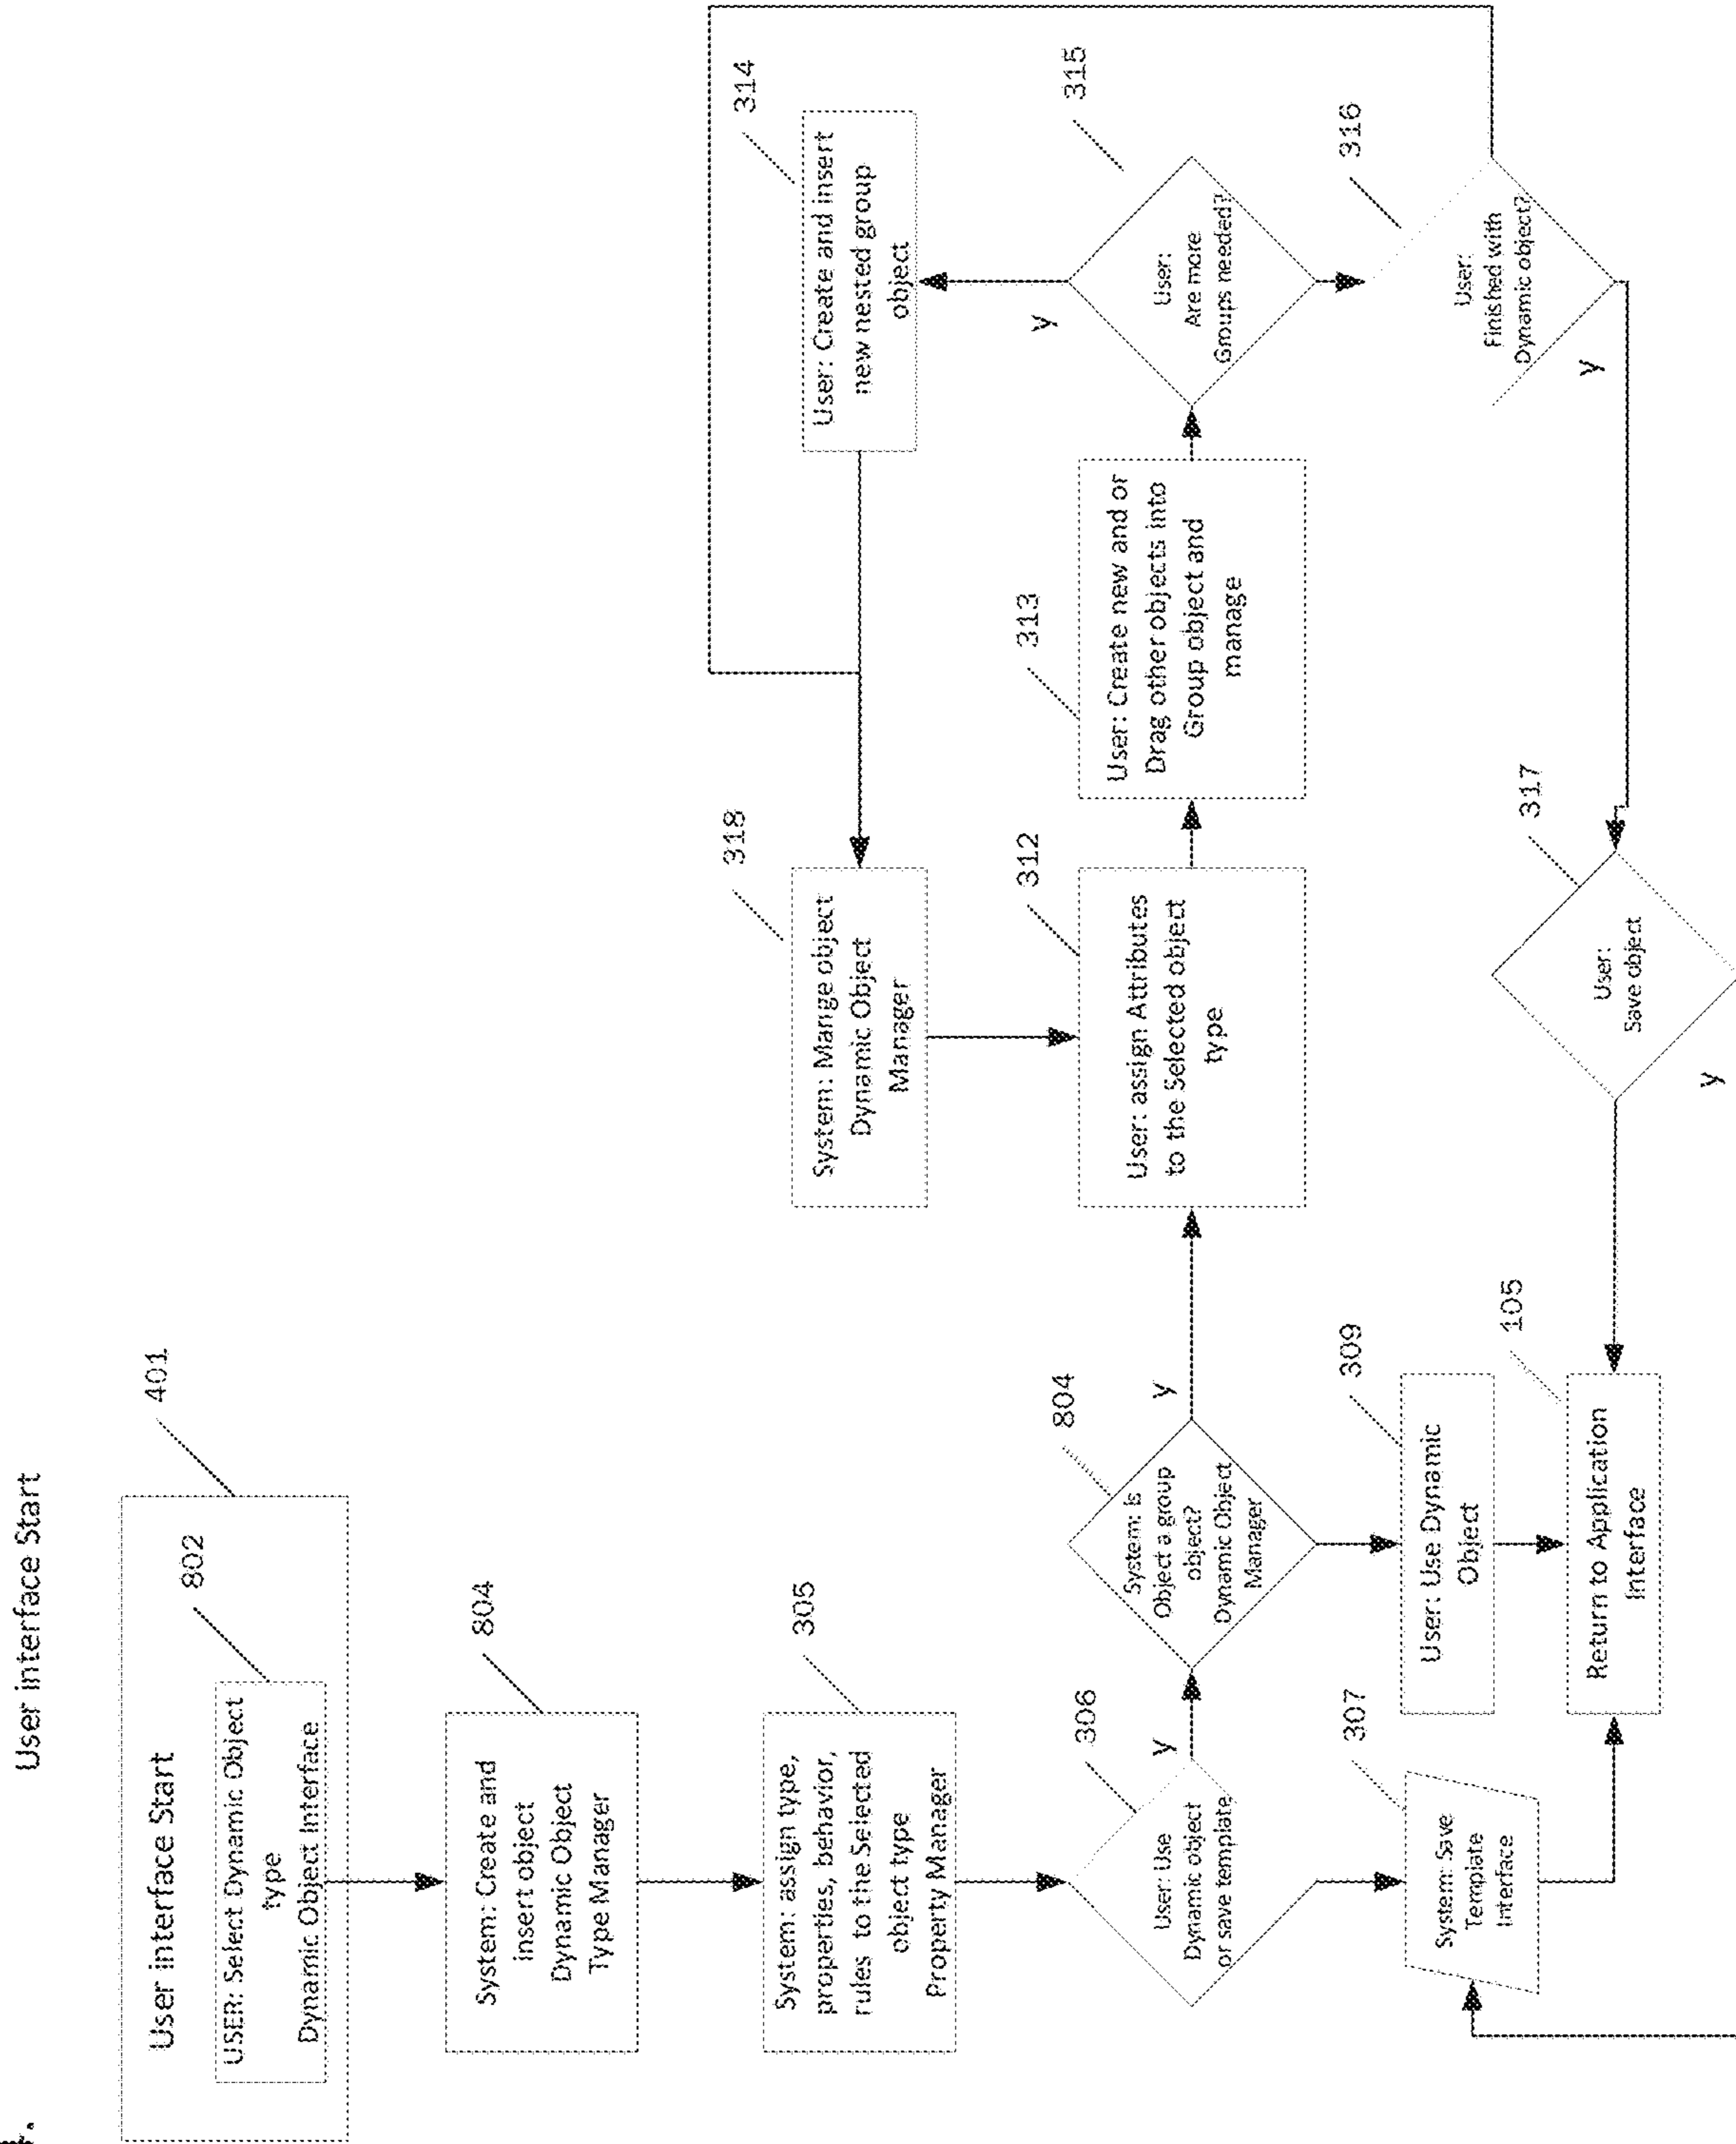 User interface Start
User interface Start
401
802
USER: Select Dynamic Object
type
Dynamic Object Interface
804
System: Create and
insert object
Dynamic Object
Type Manager
305
System: assign type,
properties, behavior,
rules to the Selected
object type
Property Manager
306
User: Use
Dynamic object
or save template
y
307
System: Save
Template
Interface
804
System: Is
Object a group
object?
Dynamic Object
Manager
y
309
User: Use Dynamic
Object
105
Return to Application
Interface
318
System: Mange object
Dynamic Object
Manager
312
User: assign Attributes
to the Selected object
type
313
User: Create new and or
Drag other objects into
Group object and
manage
314
User: Create and insert
new nested group
object
315
User:
Are more
Groups needed?
y
316
User:
Finished with
Dynamic object?
y
317
User:
Save object
y